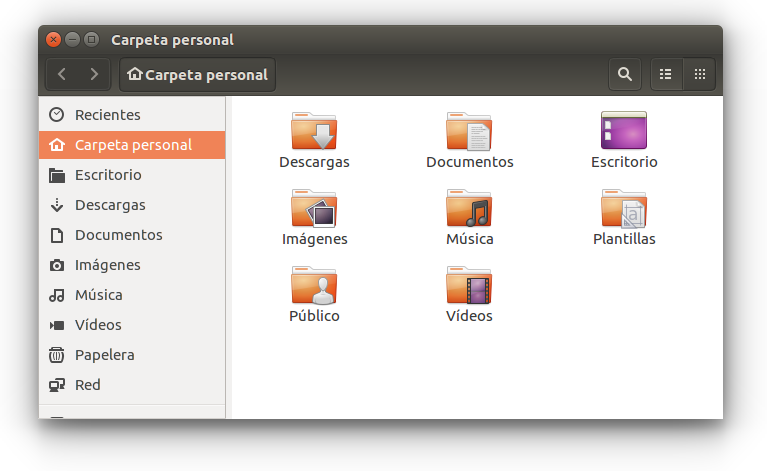 Carpeta personal
Carpeta personal
Recientes
Carpeta personal
Escritorio
Descargas
Documentos
Imágenes
Música
Vídeos
Papelera
Red
Descargas Documentos Escritorio
Imágenes Música Plantillas
Público Vídeos